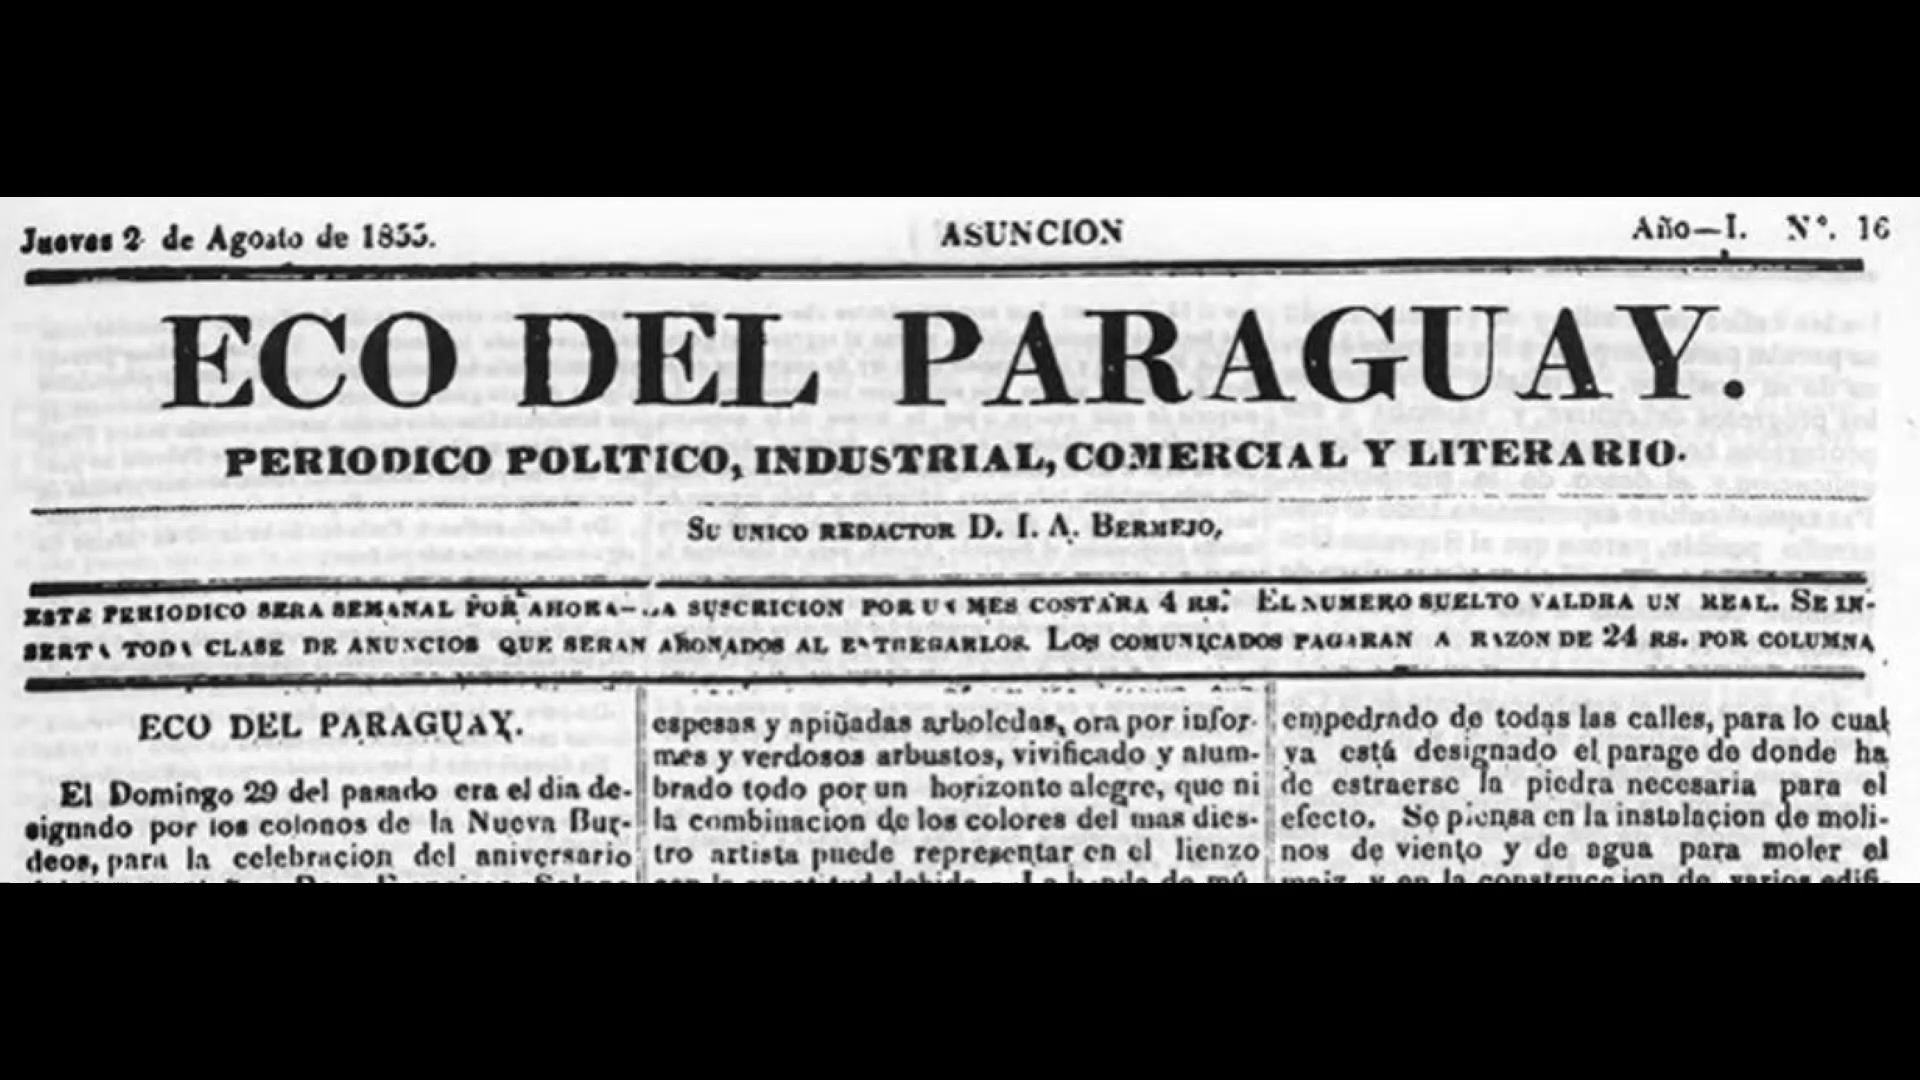 Jueves 2 de Agosto de 1855.
ASUNCION
Año—I. N°. 16
ECO DEL PARAGUAY.
PERIODICO POLITICO, INDUSTRIAL, COMERCIAL Y LITERARIO.
SU UNICO REDACTOR D. I. A. BERMEJO,
ESTE PERIODICO SERA SEMANAL POR AHORA—LA SUSCRICION POR UN MES COSTARA 4 RS. EL NUMERO SUELTO VALDRA UN REAL. SE IN-
SERTA TODA CLASE DE ANUNCIOS QUE SERAN ABONADOS AL ENTREGARLOS. LOS COMUNICADOS PAGARAN A RAZON DE 24 RS. POR COLUMNA
ECO DEL PARAGUAY.
El Domingo 29 del pasado era el dia de-
signado por los colonos de la Nueva Bur-
deos, para la celebracion del aniversario
espesas y apiñadas arboledas, ora por infor-
mes y verdosos arbustos, vivificado y alum-
brado todo por un horizonte alegre, que ni
la combinacion de los colores del mas dies-
tro artista puede representar en el lienzo
empedrado de todas las calles, para lo cual
ya está designado el parage de donde ha
de estraerse la piedra necesaria para el
efecto. Se piensa en la instalacion de moli-
nos de viento y de agua para moler el
maiz, y en la construccion de varios edifi-